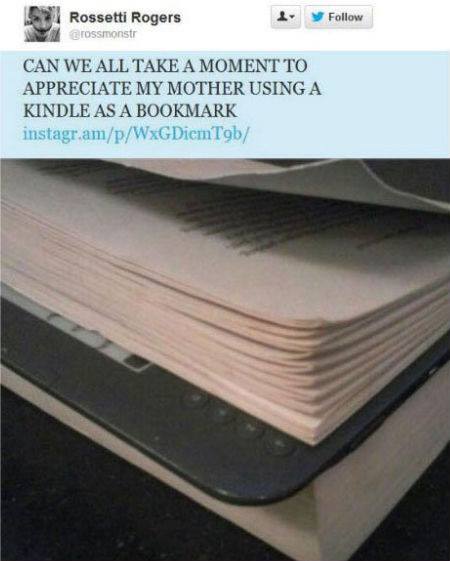 Rossetti Rogers
@rossmonstr
Follow
CAN WE ALL TAKE A MOMENT TO
APPRECIATE MY MOTHER USING A
KINDLE AS A BOOKMARK
instagr.am/p/WxGDicmT9b/